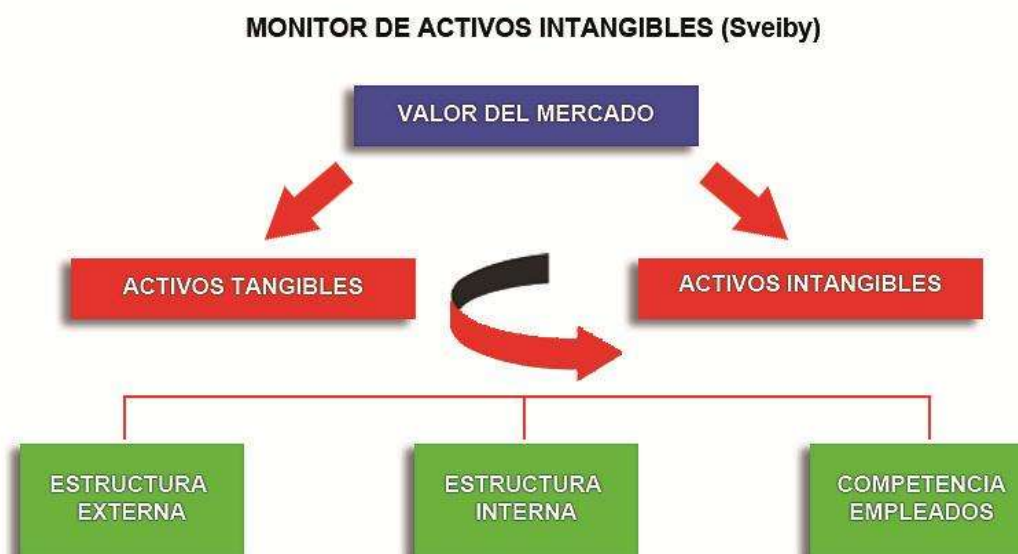 MONITOR DE ACTIVOS INTANGIBLES (Sveiby)
VALOR DEL MERCADO
ACTIVOS TANGIBLES
ACTIVOS INTANGIBLES
ESTRUCTURA
EXTERNA
ESTRUCTURA
INTERNA
COMPETENCIA
EMPLEADOS